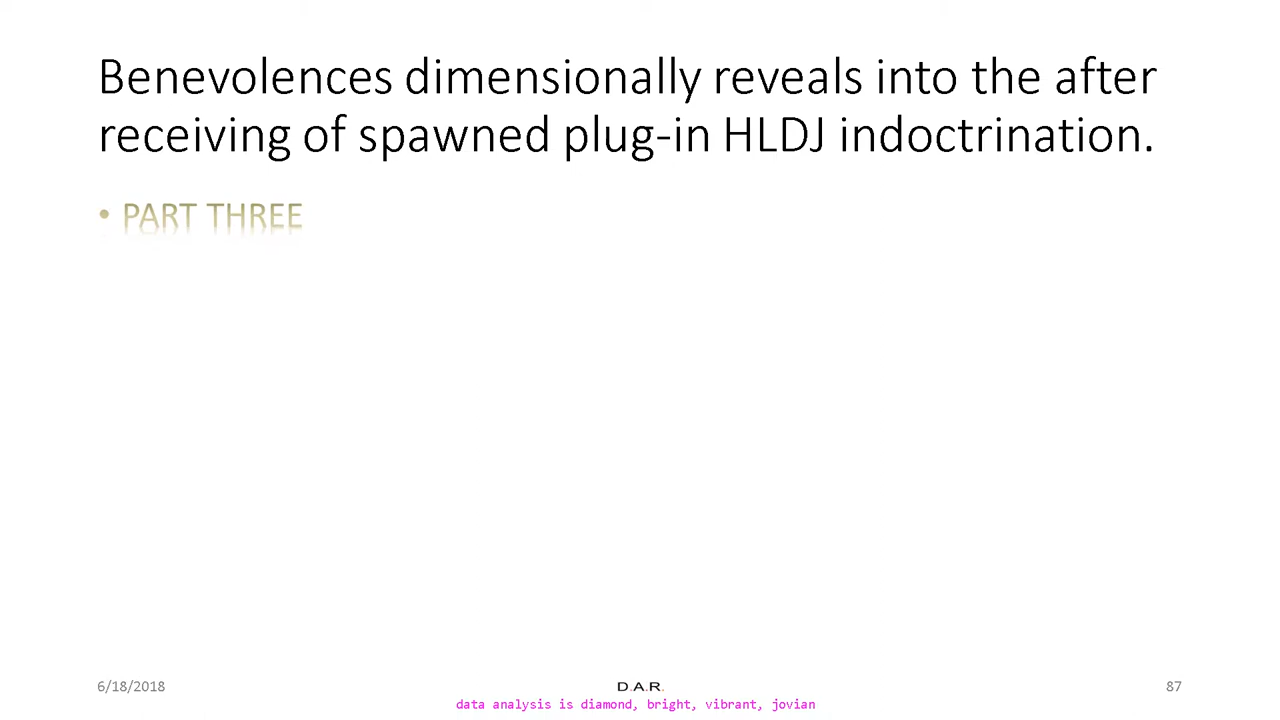 Benevolences dimensionally reveals into the after
receiving of spawned plug-in HLDJ indoctrination.
• PART THREE
6/18/2018
D.A.R.
87
data analysis is diamond, bright, vibrant, jovian